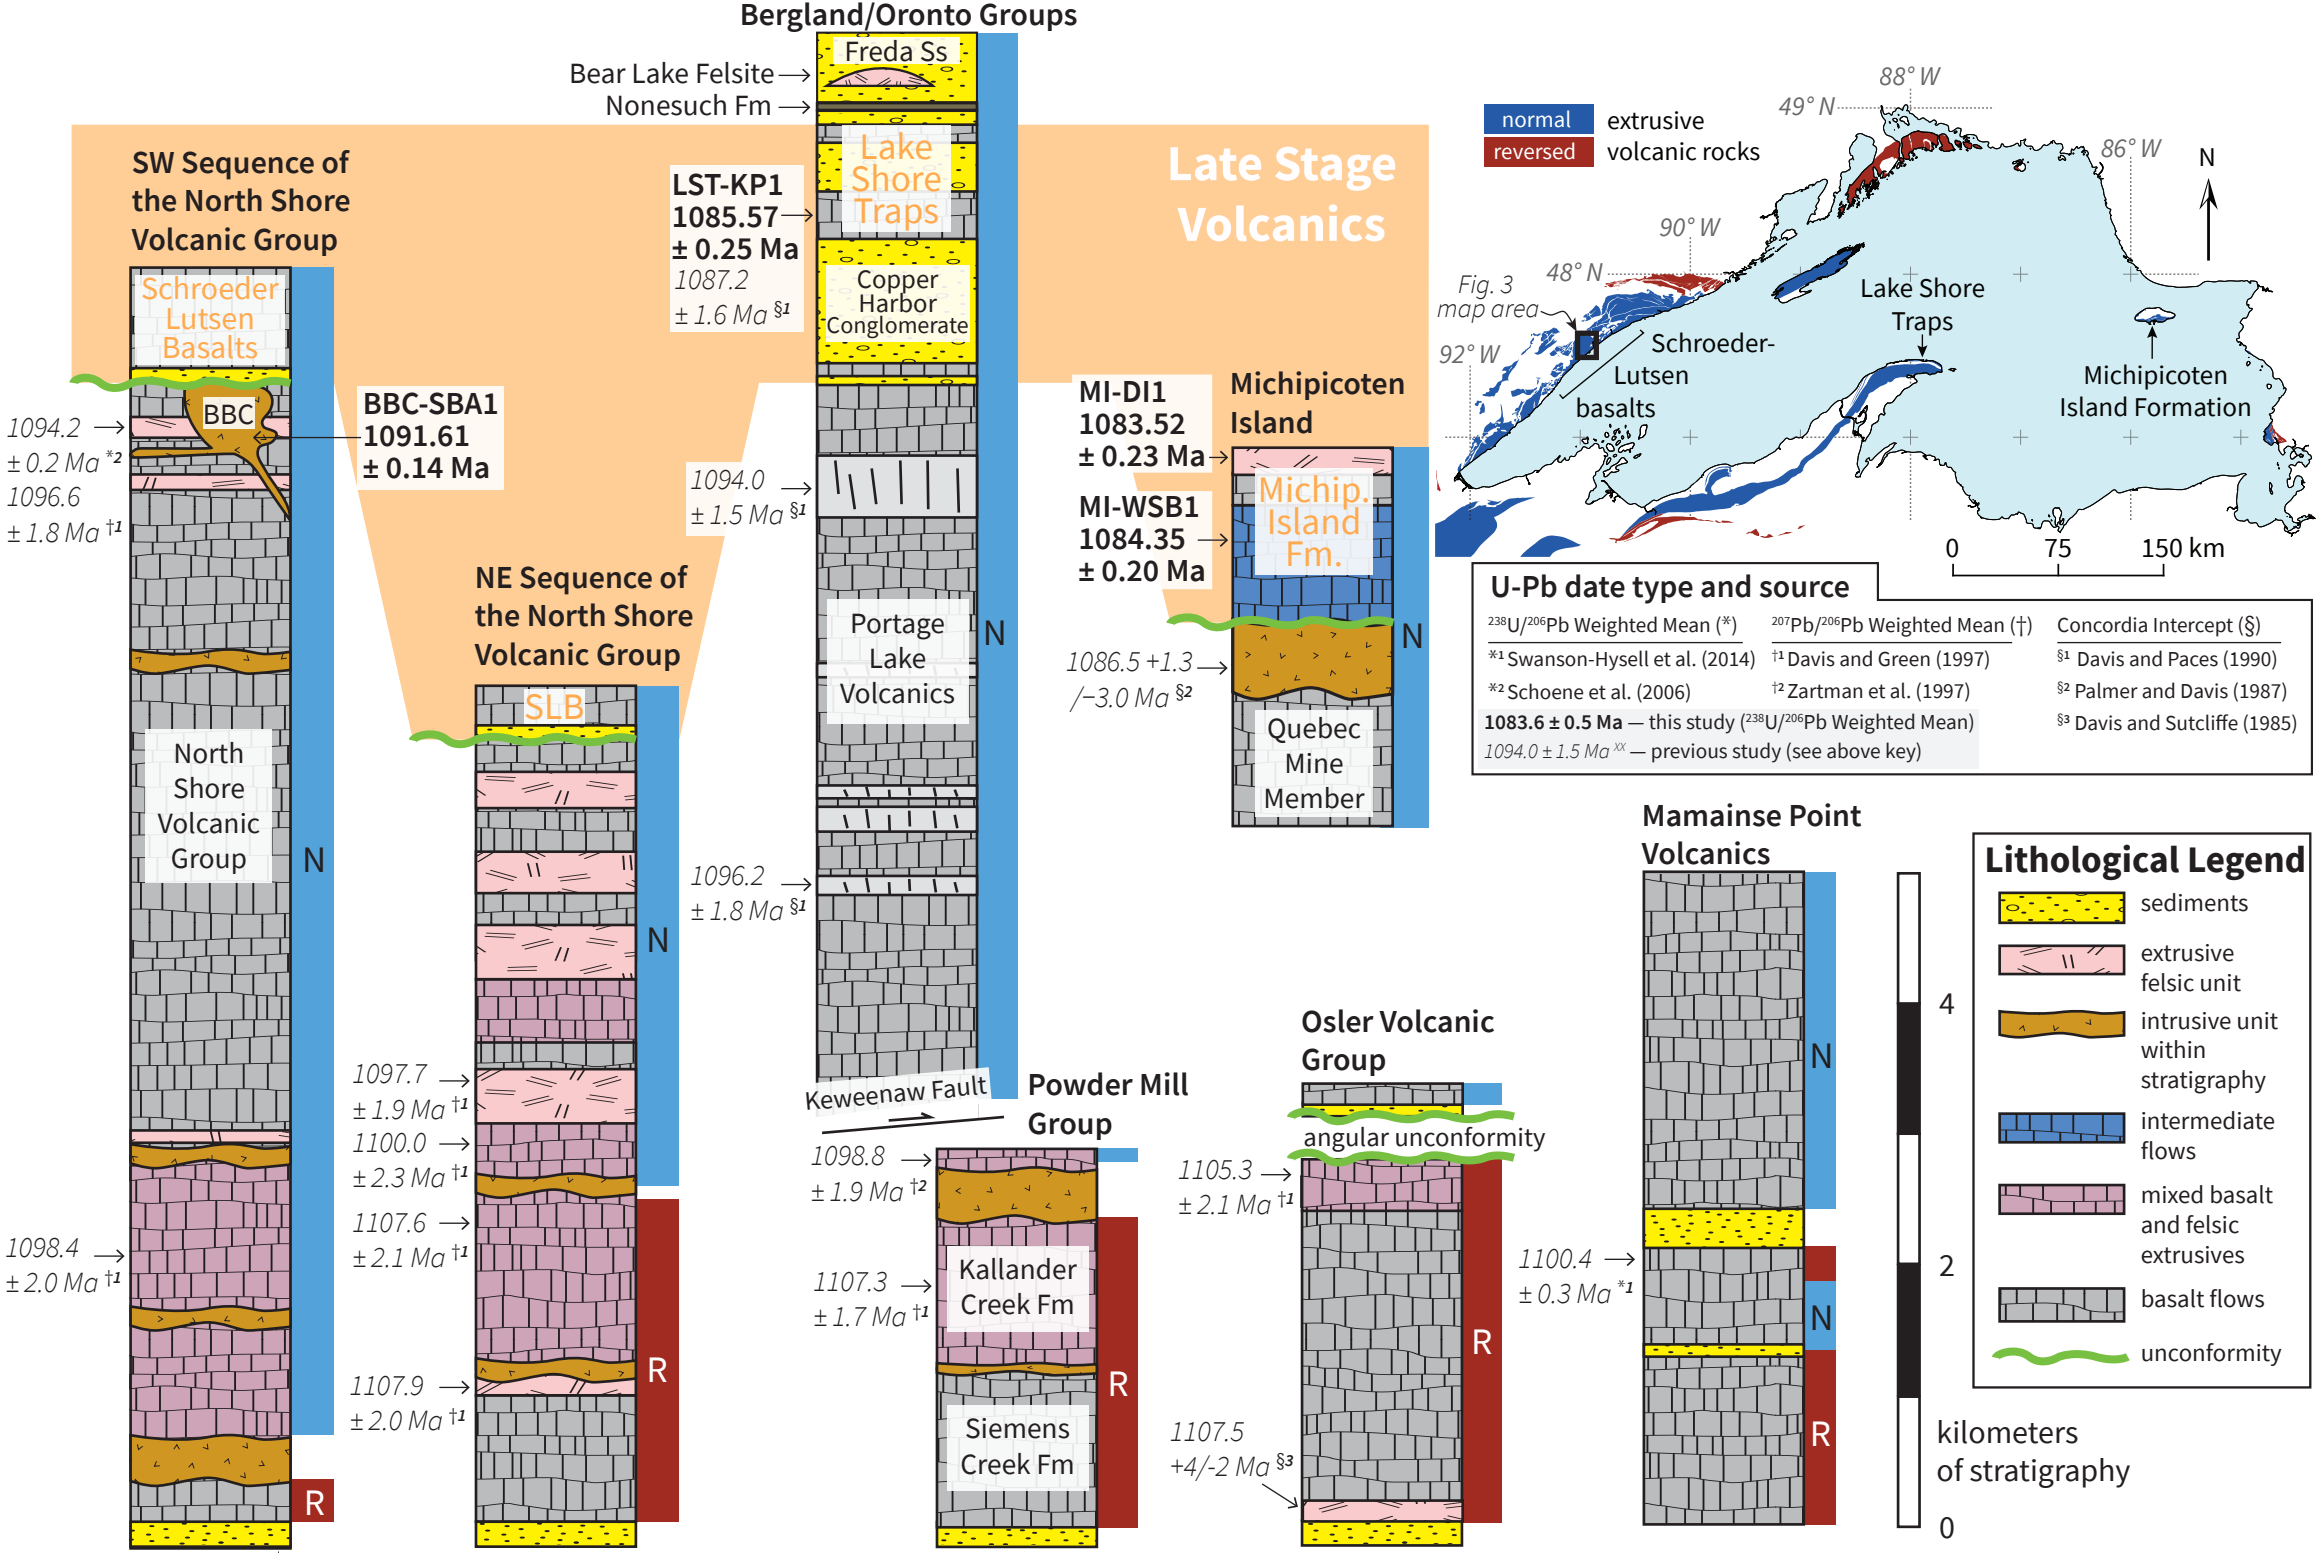 Bergland/Oronto Groups
Freda Ss
Bear Lake Felsite
Nonesuch Fm
Lake
Shore
Traps
LST-KP1
1085.57
± 0.25 Ma
1087.2
± 1.6 Ma §1
Copper
Harbor
Conglomerate
1094.0
± 1.5 Ma §1
Portage
Lake
Volcanics
N
1096.2
± 1.8 Ma §1
Keweenaw Fault
Late Stage
Volcanics
SW Sequence of
the North Shore
Volcanic Group
Schroeder
Lutsen
Basalts
BBC
BBC-SBA1
1091.61
± 0.14 Ma
1094.2
± 0.2 Ma *2
1096.6
± 1.8 Ma †1
North
Shore
Volcanic
Group
N
1098.4
± 2.0 Ma †1
R
NE Sequence of
the North Shore
Volcanic Group
SLB
N
1097.7
± 1.9 Ma †1
1100.0
± 2.3 Ma †1
1107.6
± 2.1 Ma †1
R
1107.9
± 2.0 Ma †1
Michipicoten
Island
MI-DI1
1083.52
± 0.23 Ma
MI-WSB1
1084.35
± 0.20 Ma
Michip.
Island
Fm.
N
1086.5 +1.3
/−3.0 Ma §2
Quebec
Mine
Member
Powder Mill
Group
1098.8
± 1.9 Ma †2
1107.3
± 1.7 Ma †1
Kallander
Creek Fm
R
Siemens
Creek Fm
Osler Volcanic
Group
angular unconformity
1105.3
± 2.1 Ma †1
R
1107.5
+4/-2 Ma §3
Mamainse Point
Volcanics
N
1100.4
± 0.3 Ma *1
N
R
4
2
0
kilometers
of stratigraphy
normal
reversed
extrusive
volcanic rocks
88° W
49° N
86° W
N
90° W
48° N
Fig. 3
map area
92° W
Lake Shore
Traps
Schroeder-
Lutsen
basalts
Michipicoten
Island Formation
0 75 150 km
U-Pb date type and source
238U/206Pb Weighted Mean (*)
*1 Swanson-Hysell et al. (2014)
*2 Schoene et al. (2006)
207Pb/206Pb Weighted Mean (†)
†1 Davis and Green (1997)
†2 Zartman et al. (1997)
Concordia Intercept (§)
§1 Davis and Paces (1990)
§2 Palmer and Davis (1987)
§3 Davis and Sutcliffe (1985)
1083.6 ± 0.5 Ma — this study (238U/206Pb Weighted Mean)
1094.0 ± 1.5 Ma xx — previous study (see above key)
Lithological Legend
sediments
extrusive
felsic unit
intrusive unit
within
stratigraphy
intermediate
flows
mixed basalt
and felsic
extrusives
basalt flows
unconformity